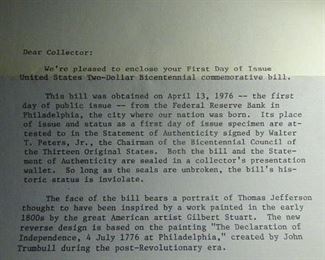 Dear Collector:
We're pleased to enclose your First Day of Issue
United States Two-Dollar Bicentennial commemorative bill.
This bill was obtained on April 13, 1976 -- the first
day of public issue -- from the Federal Reserve Bank in
Philadelphia, the city where our nation was born. Its place
of issue and status as a first day of issue specimen are at-
tested to in the Statement of Authenticity signed by Walter
T. Peters, Jr., the Chairman of the Bicentennial Council of
the Thirteen Original States. Both the bill and the State-
ment of Authenticity are sealed in a collector's presentation
wallet. So long as the seals are unbroken, the bill's his-
toric status is inviolate.
The face of the bill bears a portrait of Thomas Jefferson
thought to have been inspired by a work painted in the early
1800s by the great American artist Gilbert Stuart. The new
reverse design is based on the painting "The Declaration of
Independence, 4 July 1776 at Philadelphia," created by John
Trumbull during the post-Revolutionary era.